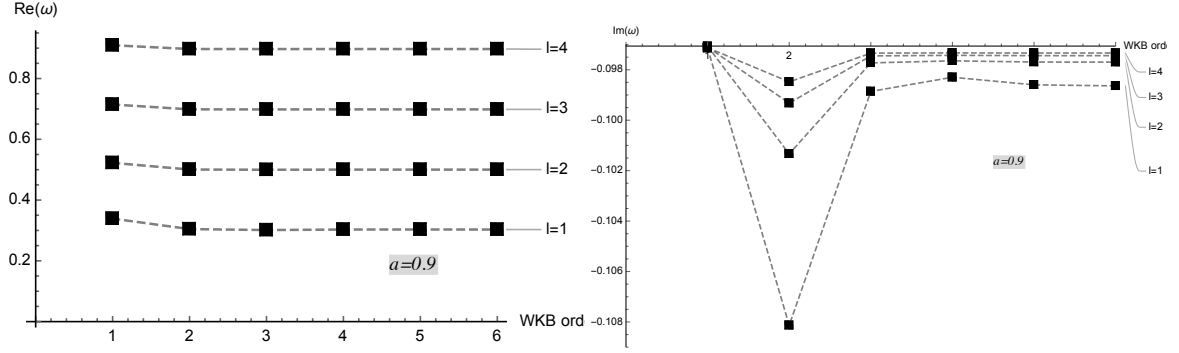 Re(ω)
0.8
0.6
0.4
0.2
l=4
l=3
l=2
l=1
a=0.9
1 2 3 4 5 6
WKB ord
Im(ω)
2
WKB ord
-0.098
-0.100
-0.102
-0.104
-0.106
-0.108
l=4
l=3
l=2
l=1
a=0.9